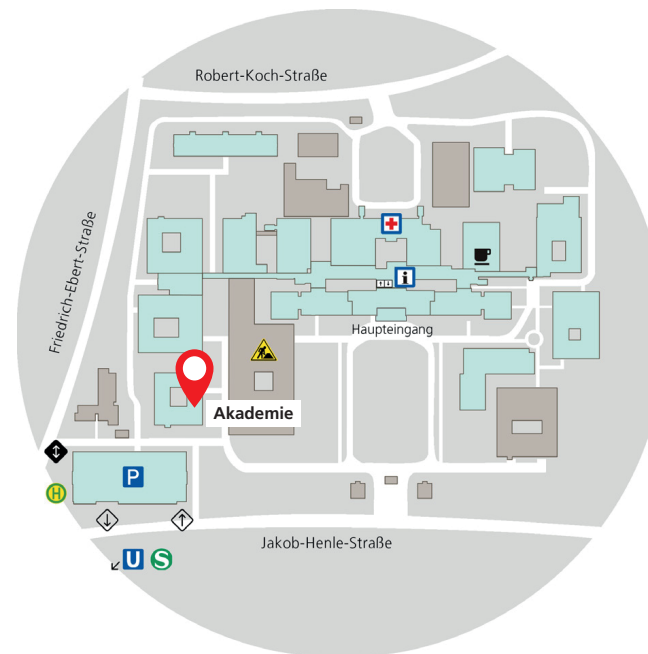 Robert-Koch-Straße
Friedrich-Ebert-Straße
i
Haupteingang
Akademie
P
H
Jakob-Henle-Straße
U S